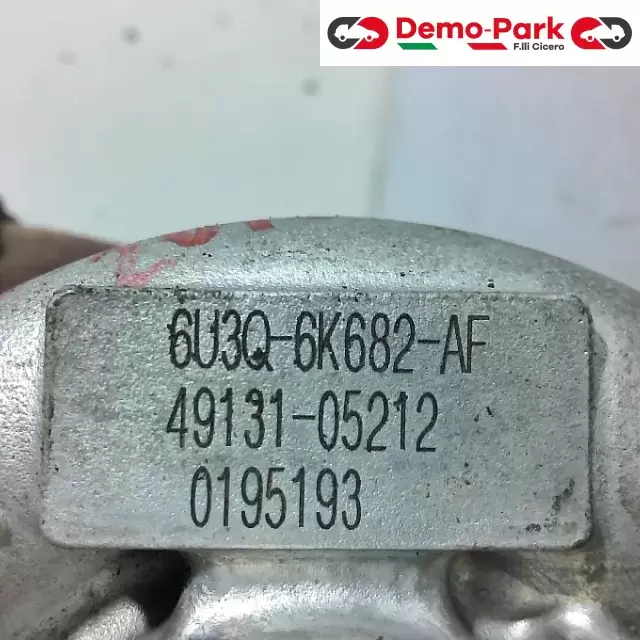 Demo-Park
F.lli Cicero
6U3Q-6K682-AF
49131-05212
0195193